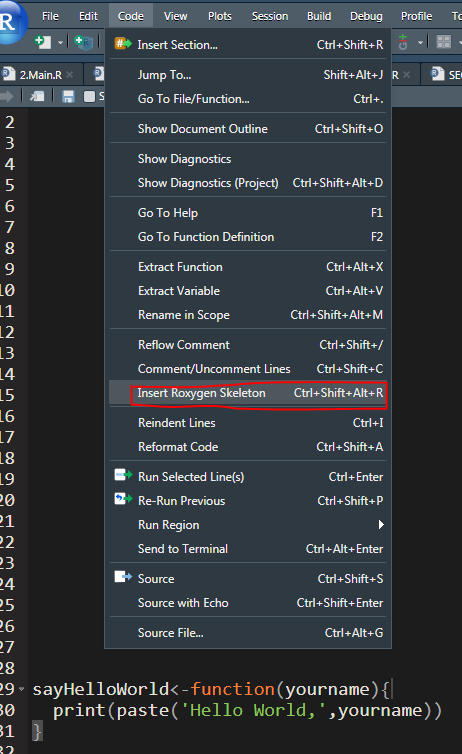 R
File Edit Code View Plots Session Build Debug Profile
2.Main.R
R
Insert Section... Ctrl+Shift+R
Jump To... Shift+Alt+J
Go To File/Function... Ctrl+.
Show Document Outline Ctrl+Shift+O
Show Diagnostics
Show Diagnostics (Project) Ctrl+Shift+Alt+D
Go To Help F1
Go To Function Definition F2
Extract Function Ctrl+Alt+X
Extract Variable Ctrl+Alt+V
Rename in Scope Ctrl+Shift+Alt+M
Reflow Comment Ctrl+Shift+/
Comment/Uncomment Lines Ctrl+Shift+C
Insert Roxygen Skeleton Ctrl+Shift+Alt+R
Reindent Lines Ctrl+I
Reformat Code Ctrl+Shift+A
Run Selected Line(s) Ctrl+Enter
Re-Run Previous Ctrl+Shift+P
Run Region
Send to Terminal Ctrl+Alt+Enter
Source Ctrl+Shift+S
Source with Echo Ctrl+Shift+Enter
Source File... Ctrl+Alt+G
2
3
4
5
6
7
8
9
10
11
12
13
14
15
16
17
18
19
20
21
22
23
24
25
26
27
28
29 sayHelloWorld<-function(yourname){
30 print(paste('Hello World,',yourname))
31 }